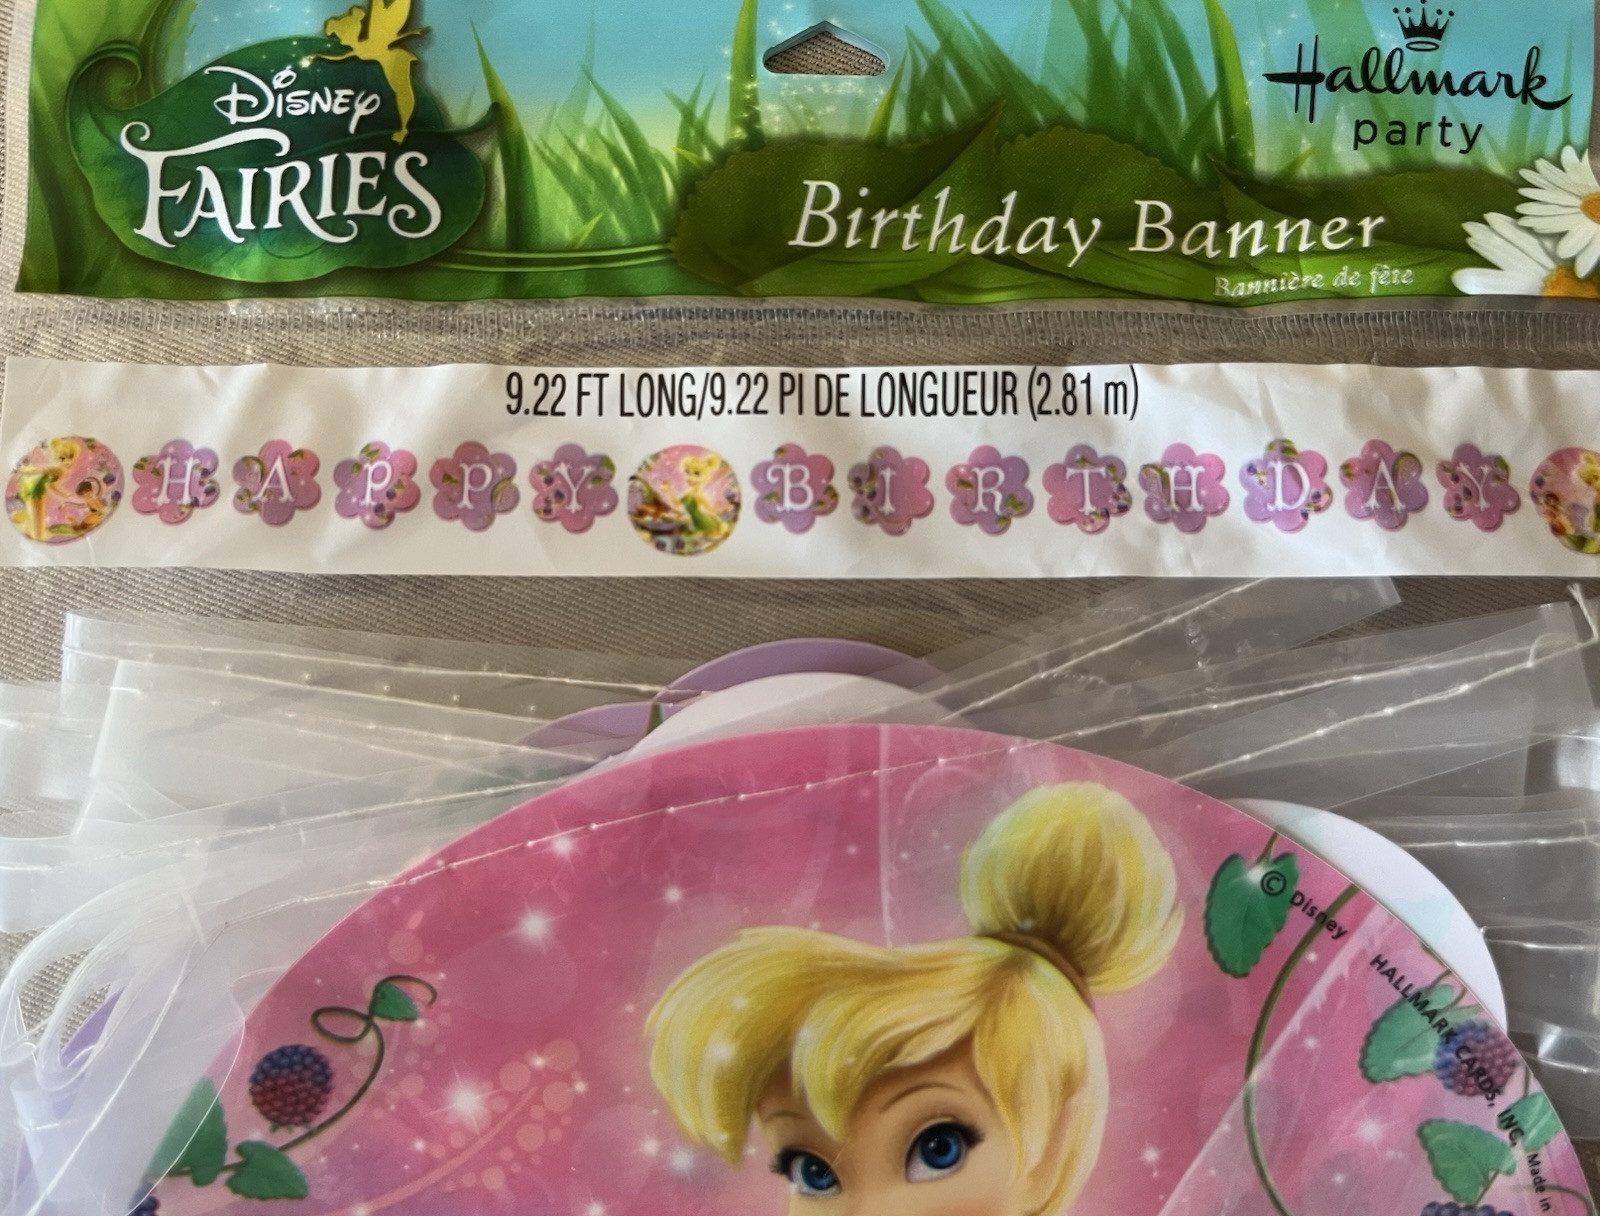 Disney
FAIRIES
Hallmark
party
Birthday Banner
Bannière de fête
9.22 FT LONG/9.22 PI DE LONGUEUR (2.81 m)
HAPPY BIRTHDAY
© Disney
HALLMARK CARDS, INC.
Made in